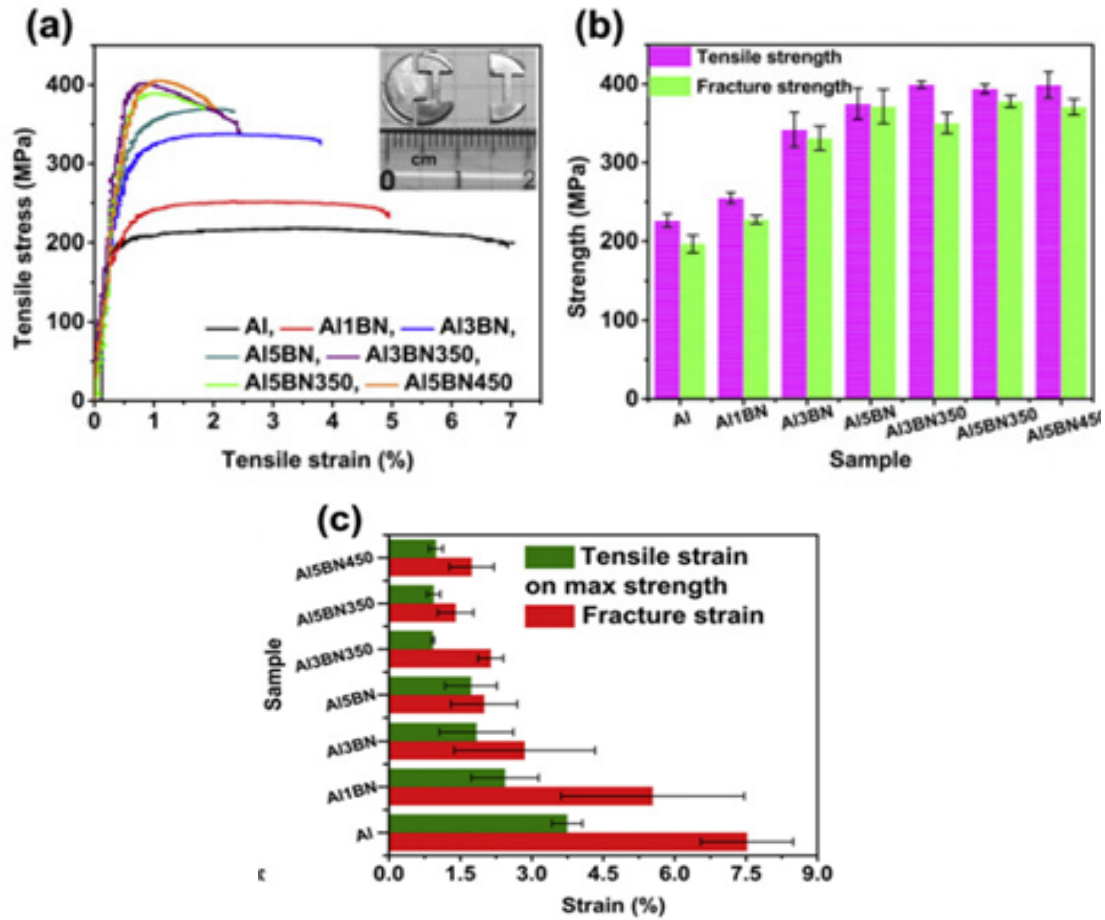 (a)
Tensile stress (MPa)
400
300
200
100
0
0 1 2 3 4 5 6 7
Tensile strain (%)
cm
0 1 2
Al, Al1BN, Al3BN,
Al5BN, Al3BN350,
Al5BN350, Al5BN450
(b)
Strength (MPa)
400
300
200
100
0
Tensile strength
Fracture strength
Al Al1BN Al3BN Al5BN Al3BN350 Al5BN350 Al5BN450
Sample
(c)
Sample
Al5BN450
Al5BN350
Al3BN350
Al5BN
Al3BN
Al1BN
Al
Tensile strain
on max strength
Fracture strain
0.0 1.5 3.0 4.5 6.0 7.5 9.0
Strain (%)